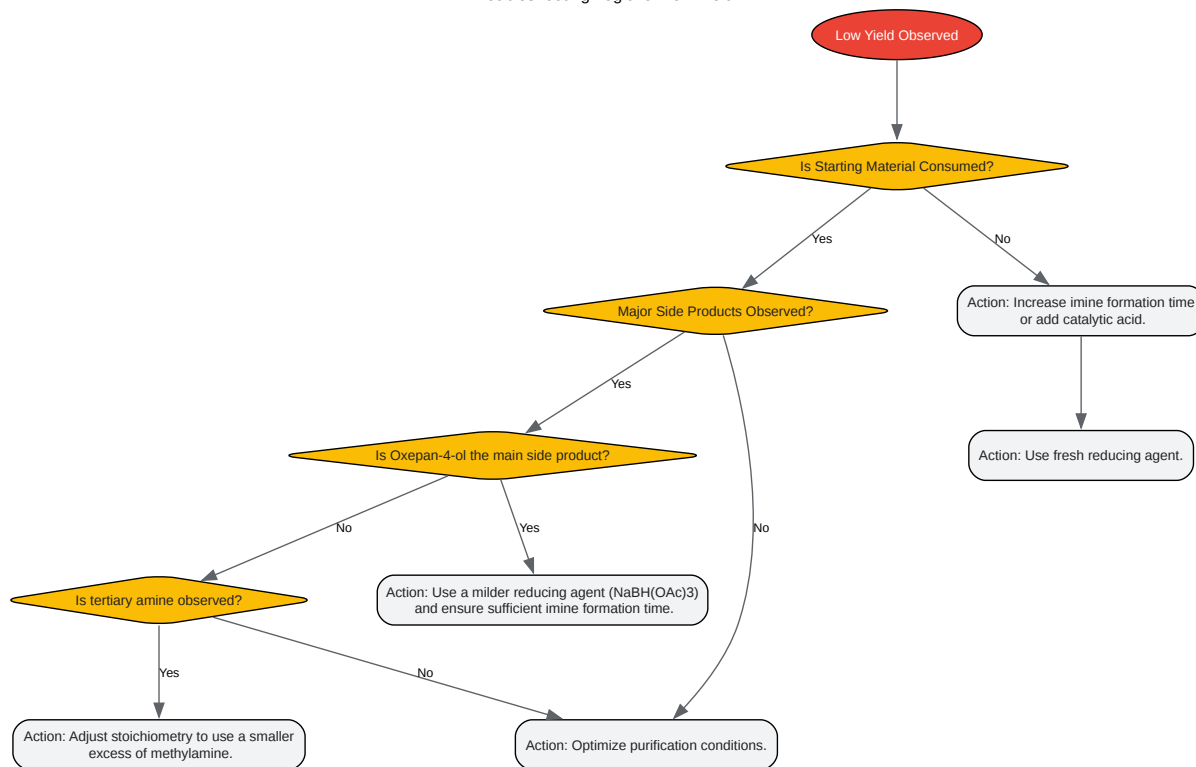 Low Yield Observed
Is Starting Material Consumed?
Yes
No
Major Side Products Observed?
Action: Increase imine formation time
or add catalytic acid.
Yes
Is Oxepan-4-ol the main side product?
Action: Use fresh reducing agent.
No
Yes
No
Is tertiary amine observed?
Action: Use a milder reducing agent (NaBH(OAc)3)
and ensure sufficient imine formation time.
Yes
No
Action: Adjust stoichiometry to use a smaller
excess of methylamine.
Action: Optimize purification conditions.